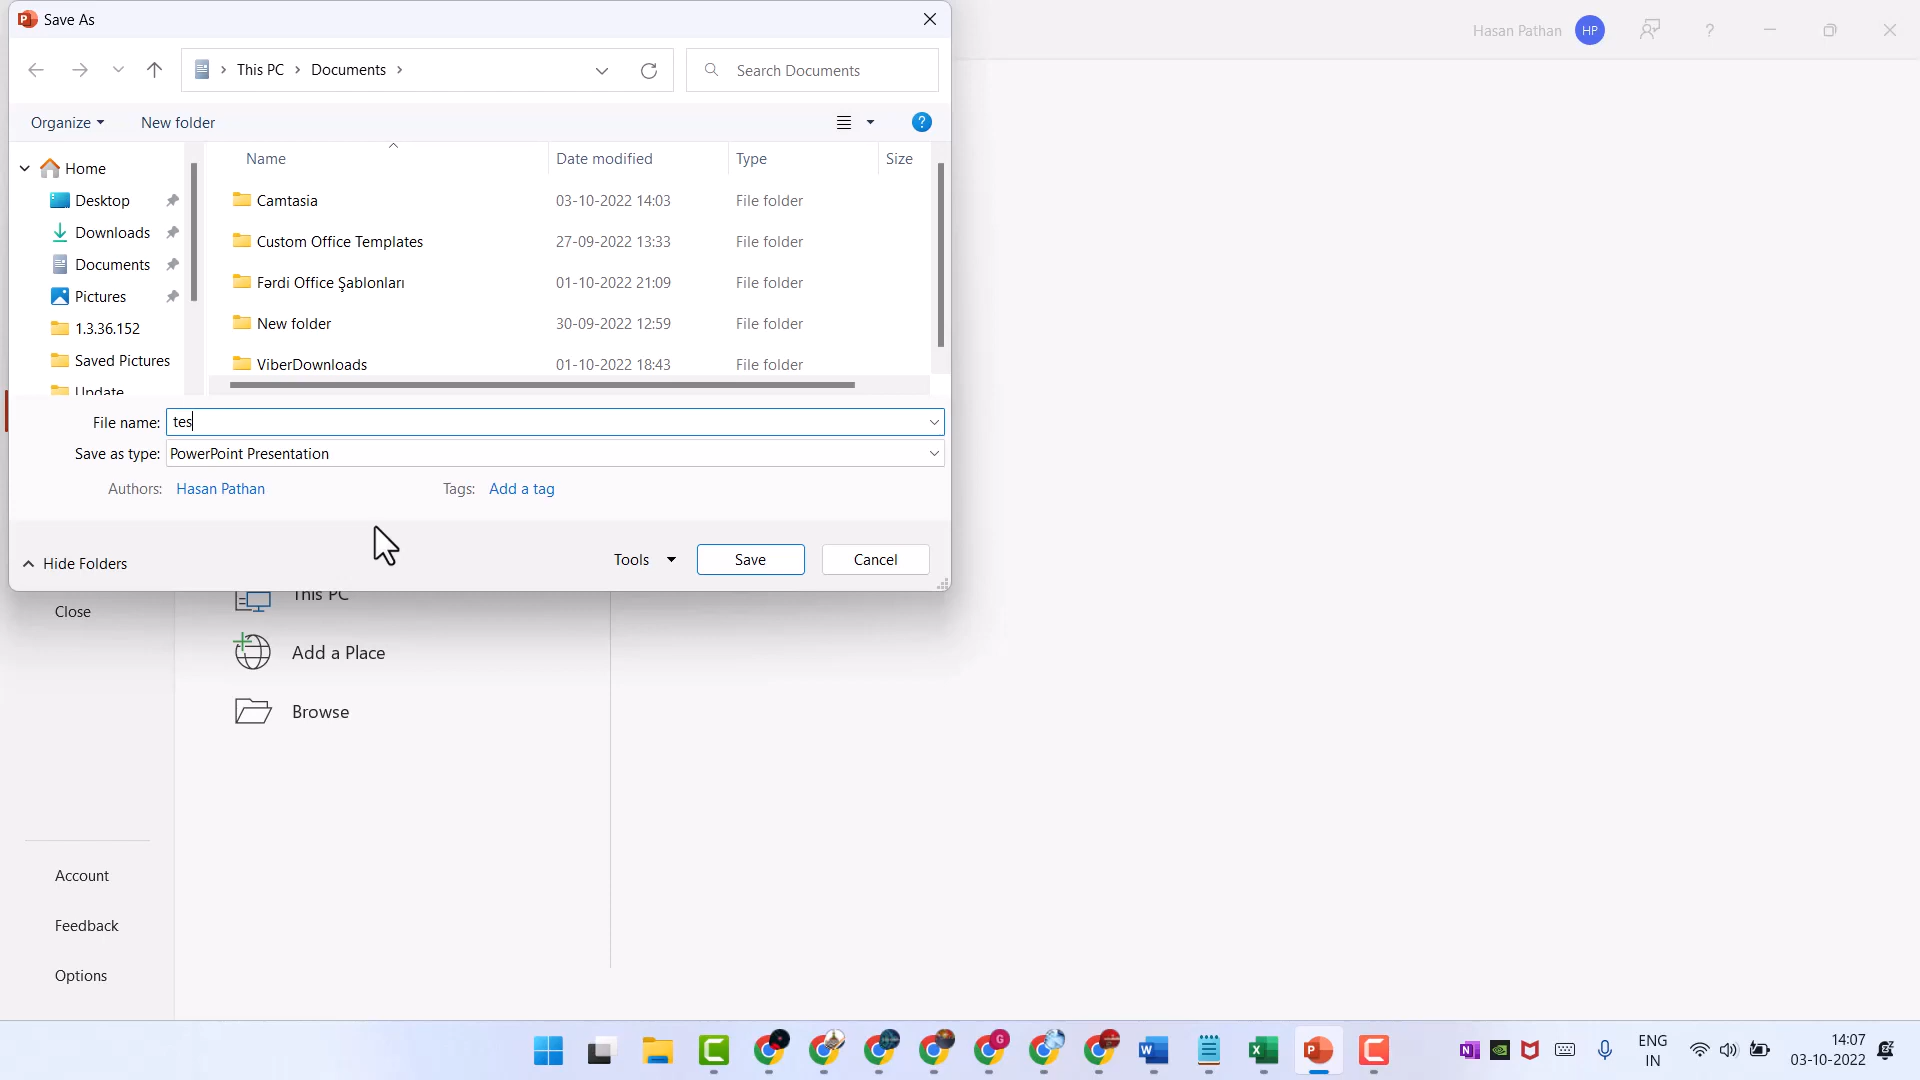 Save As
Hasan Pathan HP ?
This PC > Documents >
Search Documents
Organize New folder ?
Home
Desktop
Downloads
Documents
Pictures
1.3.36.152
Saved Pictures
Update
Name Date modified Type Size
Camtasia 03-10-2022 14:03 File folder
Custom Office Templates 27-09-2022 13:33 File folder
Fərdi Office Şablonları 01-10-2022 21:09 File folder
New folder 30-09-2022 12:59 File folder
ViberDownloads 01-10-2022 18:43 File folder
File name: tes
Save as type: PowerPoint Presentation
Authors: Hasan Pathan Tags: Add a tag
Hide Folders Tools Save Cancel
Close
This PC
Add a Place
Browse
Account
Feedback
Options
ENG 14:07
IN 03-10-2022